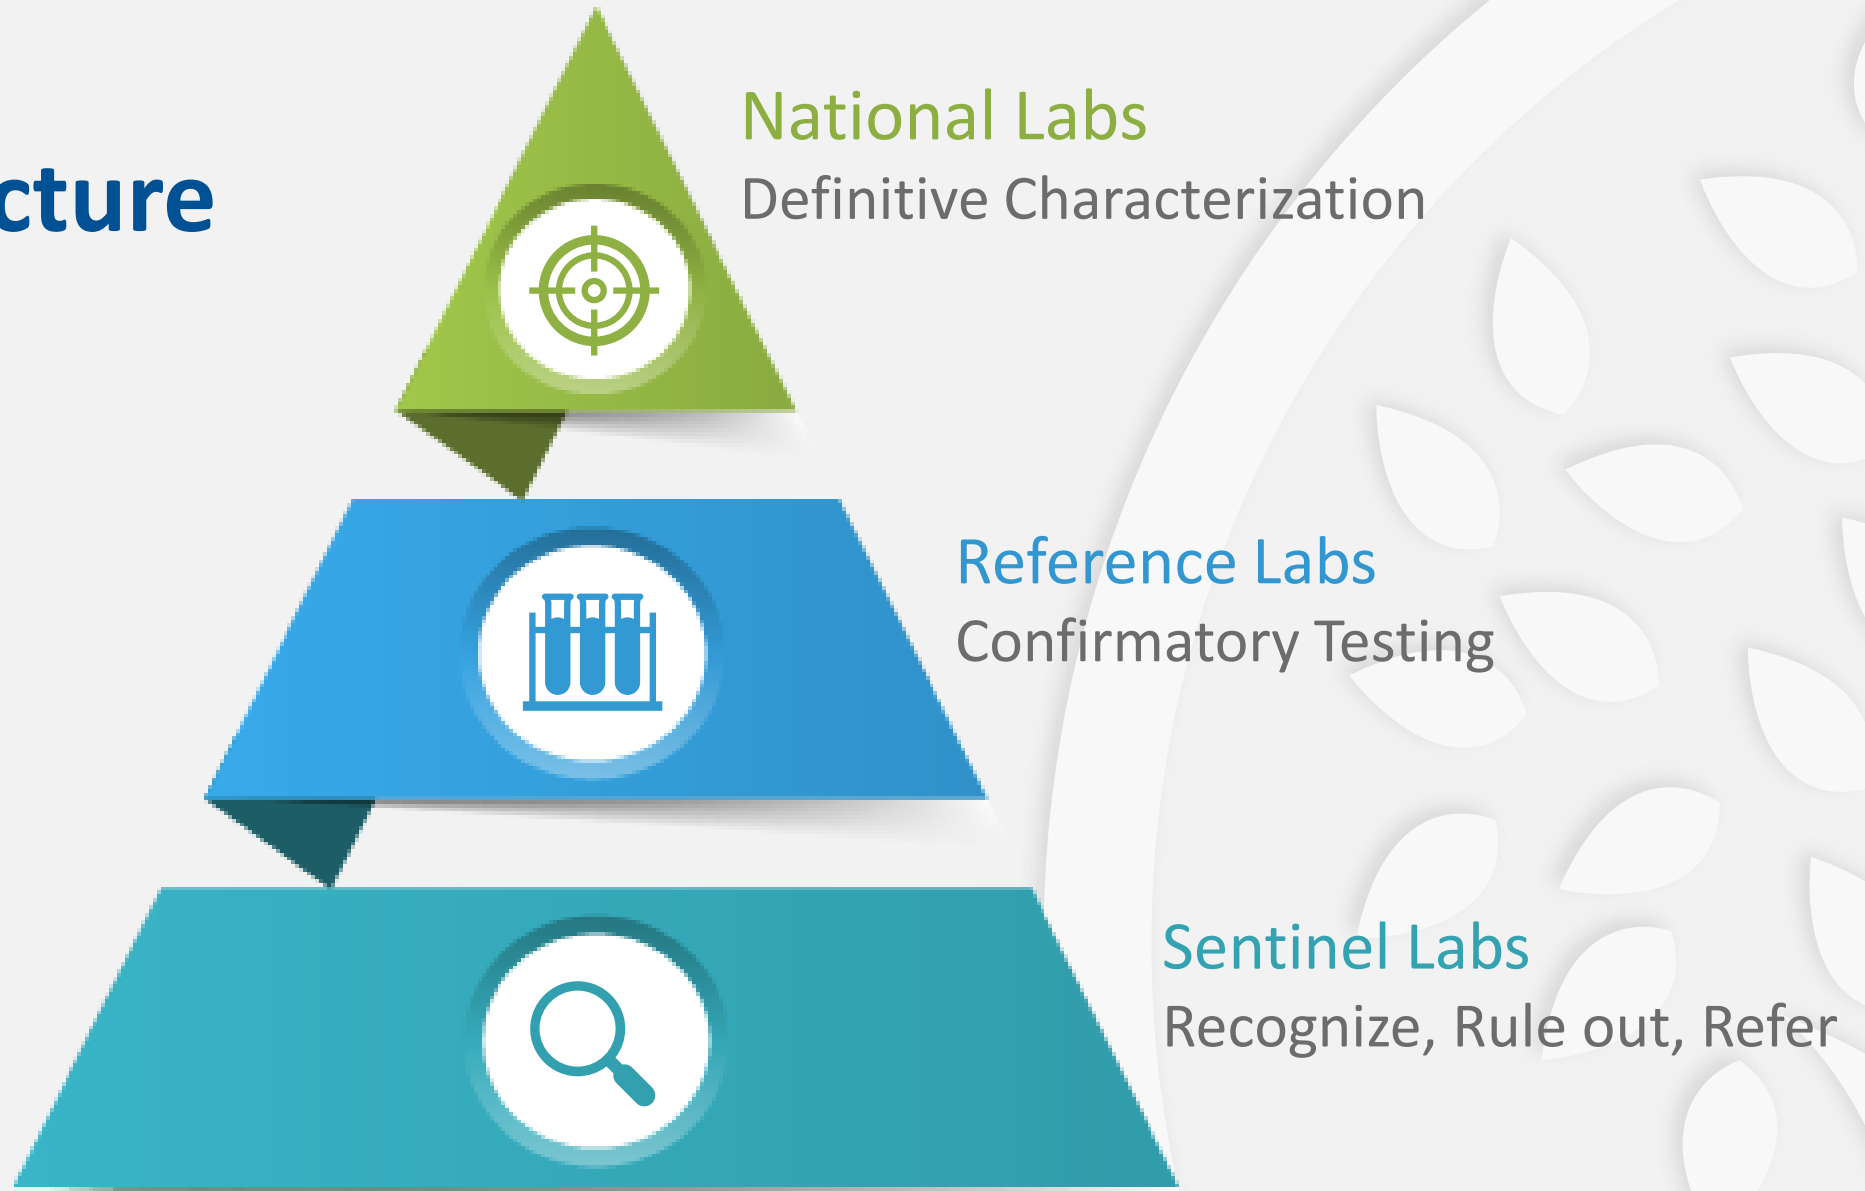 National Labs
Definitive Characterization
cture
Reference Labs
Confirmatory Testing
Sentinel Labs
Recognize, Rule out, Refer